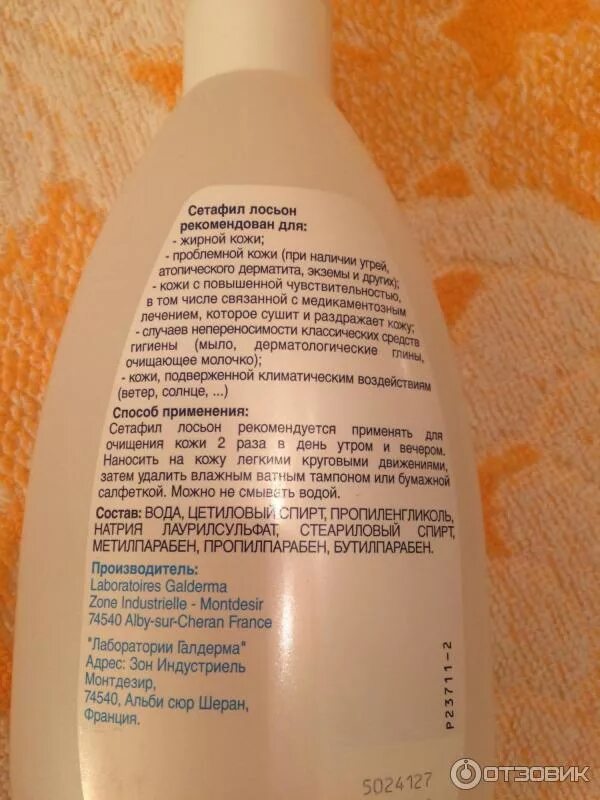 Сетафил лосьон
рекомендован для:
- жирной кожи;
- проблемной кожи (при наличии угрей,
атопического дерматита, экземы и других);
- кожи с повышенной чувствительностью,
в том числе связанной с медикаментозным
лечением, которое сушит и раздражает кожу;
- случаев непереносимости классических средств
гигиены (мыло, дерматологические глины,
очищающее молочко);
- кожи, подверженной климатическим воздействиям
(ветер, солнце, ...)
Способ применения:
Сетафил лосьон рекомендуется применять для
очищения кожи 2 раза в день утром и вечером.
Наносить на кожу легкими круговыми движениями,
затем удалить влажным ватным тампоном или бумажной
салфеткой. Можно не смывать водой.
Состав: ВОДА, ЦЕТИЛОВЫЙ СПИРТ, ПРОПИЛЕНГЛИКОЛЬ,
НАТРИЯ ЛАУРИЛСУЛЬФАТ, СТЕАРИЛОВЫЙ СПИРТ,
МЕТИЛПАРАБЕН, ПРОПИЛПАРАБЕН, БУТИЛПАРАБЕН.
Производитель:
Laboratoires Galderma
Zone Industrielle - Montdesir
74540 Alby-sur-Cheran France
"Лаборатории Галдерма"
Адрес: Зон Индустриель
Монтдезир,
74540, Альби сюр Шеран,
Франция.
P23711-2
5024127
ОТЗОВИК